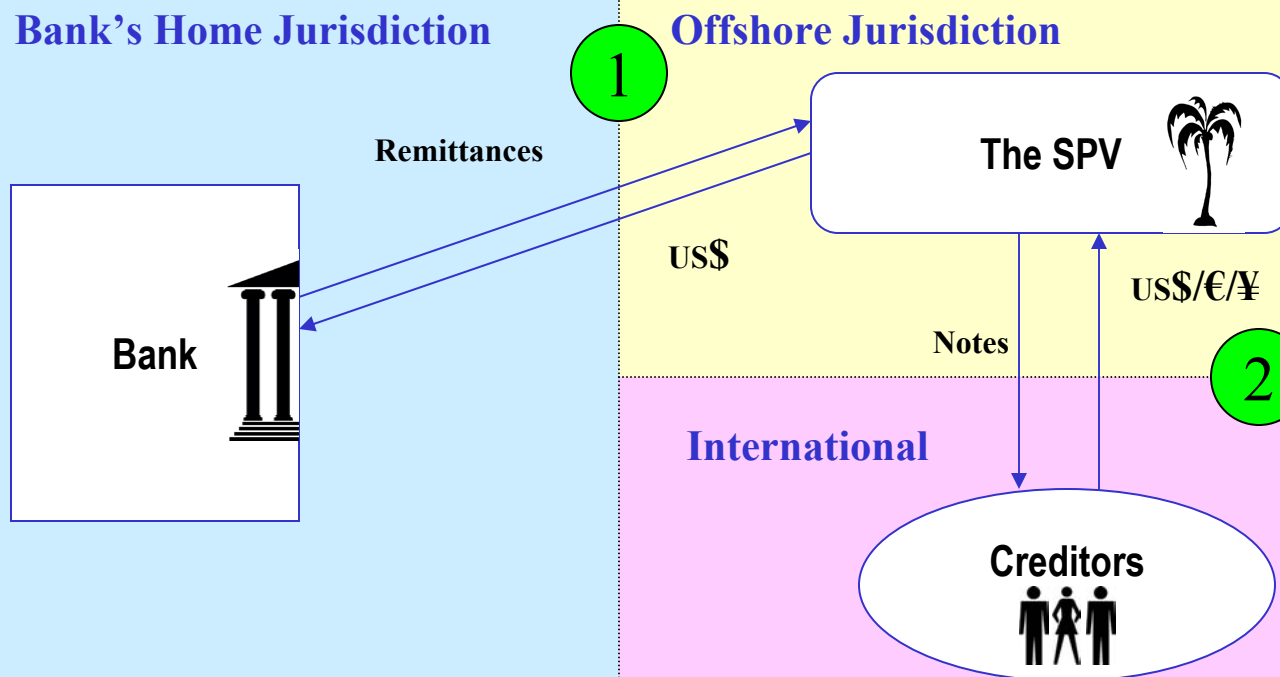 Bank’s Home Jurisdiction
Offshore Jurisdiction
1
Remittances
The SPV
US$
US$/€/¥
Bank
Notes
2
International
Creditors